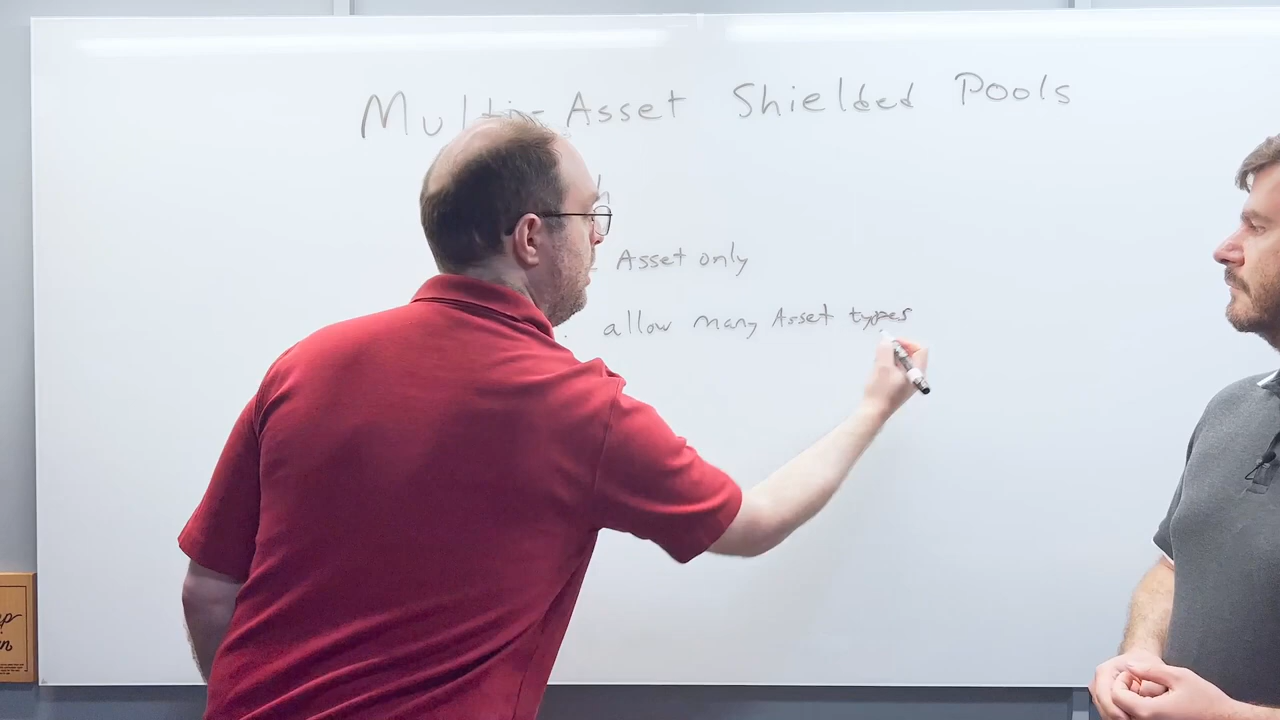 Multi-Asset Shielded Pools
h
Asset only
allow many Asset types